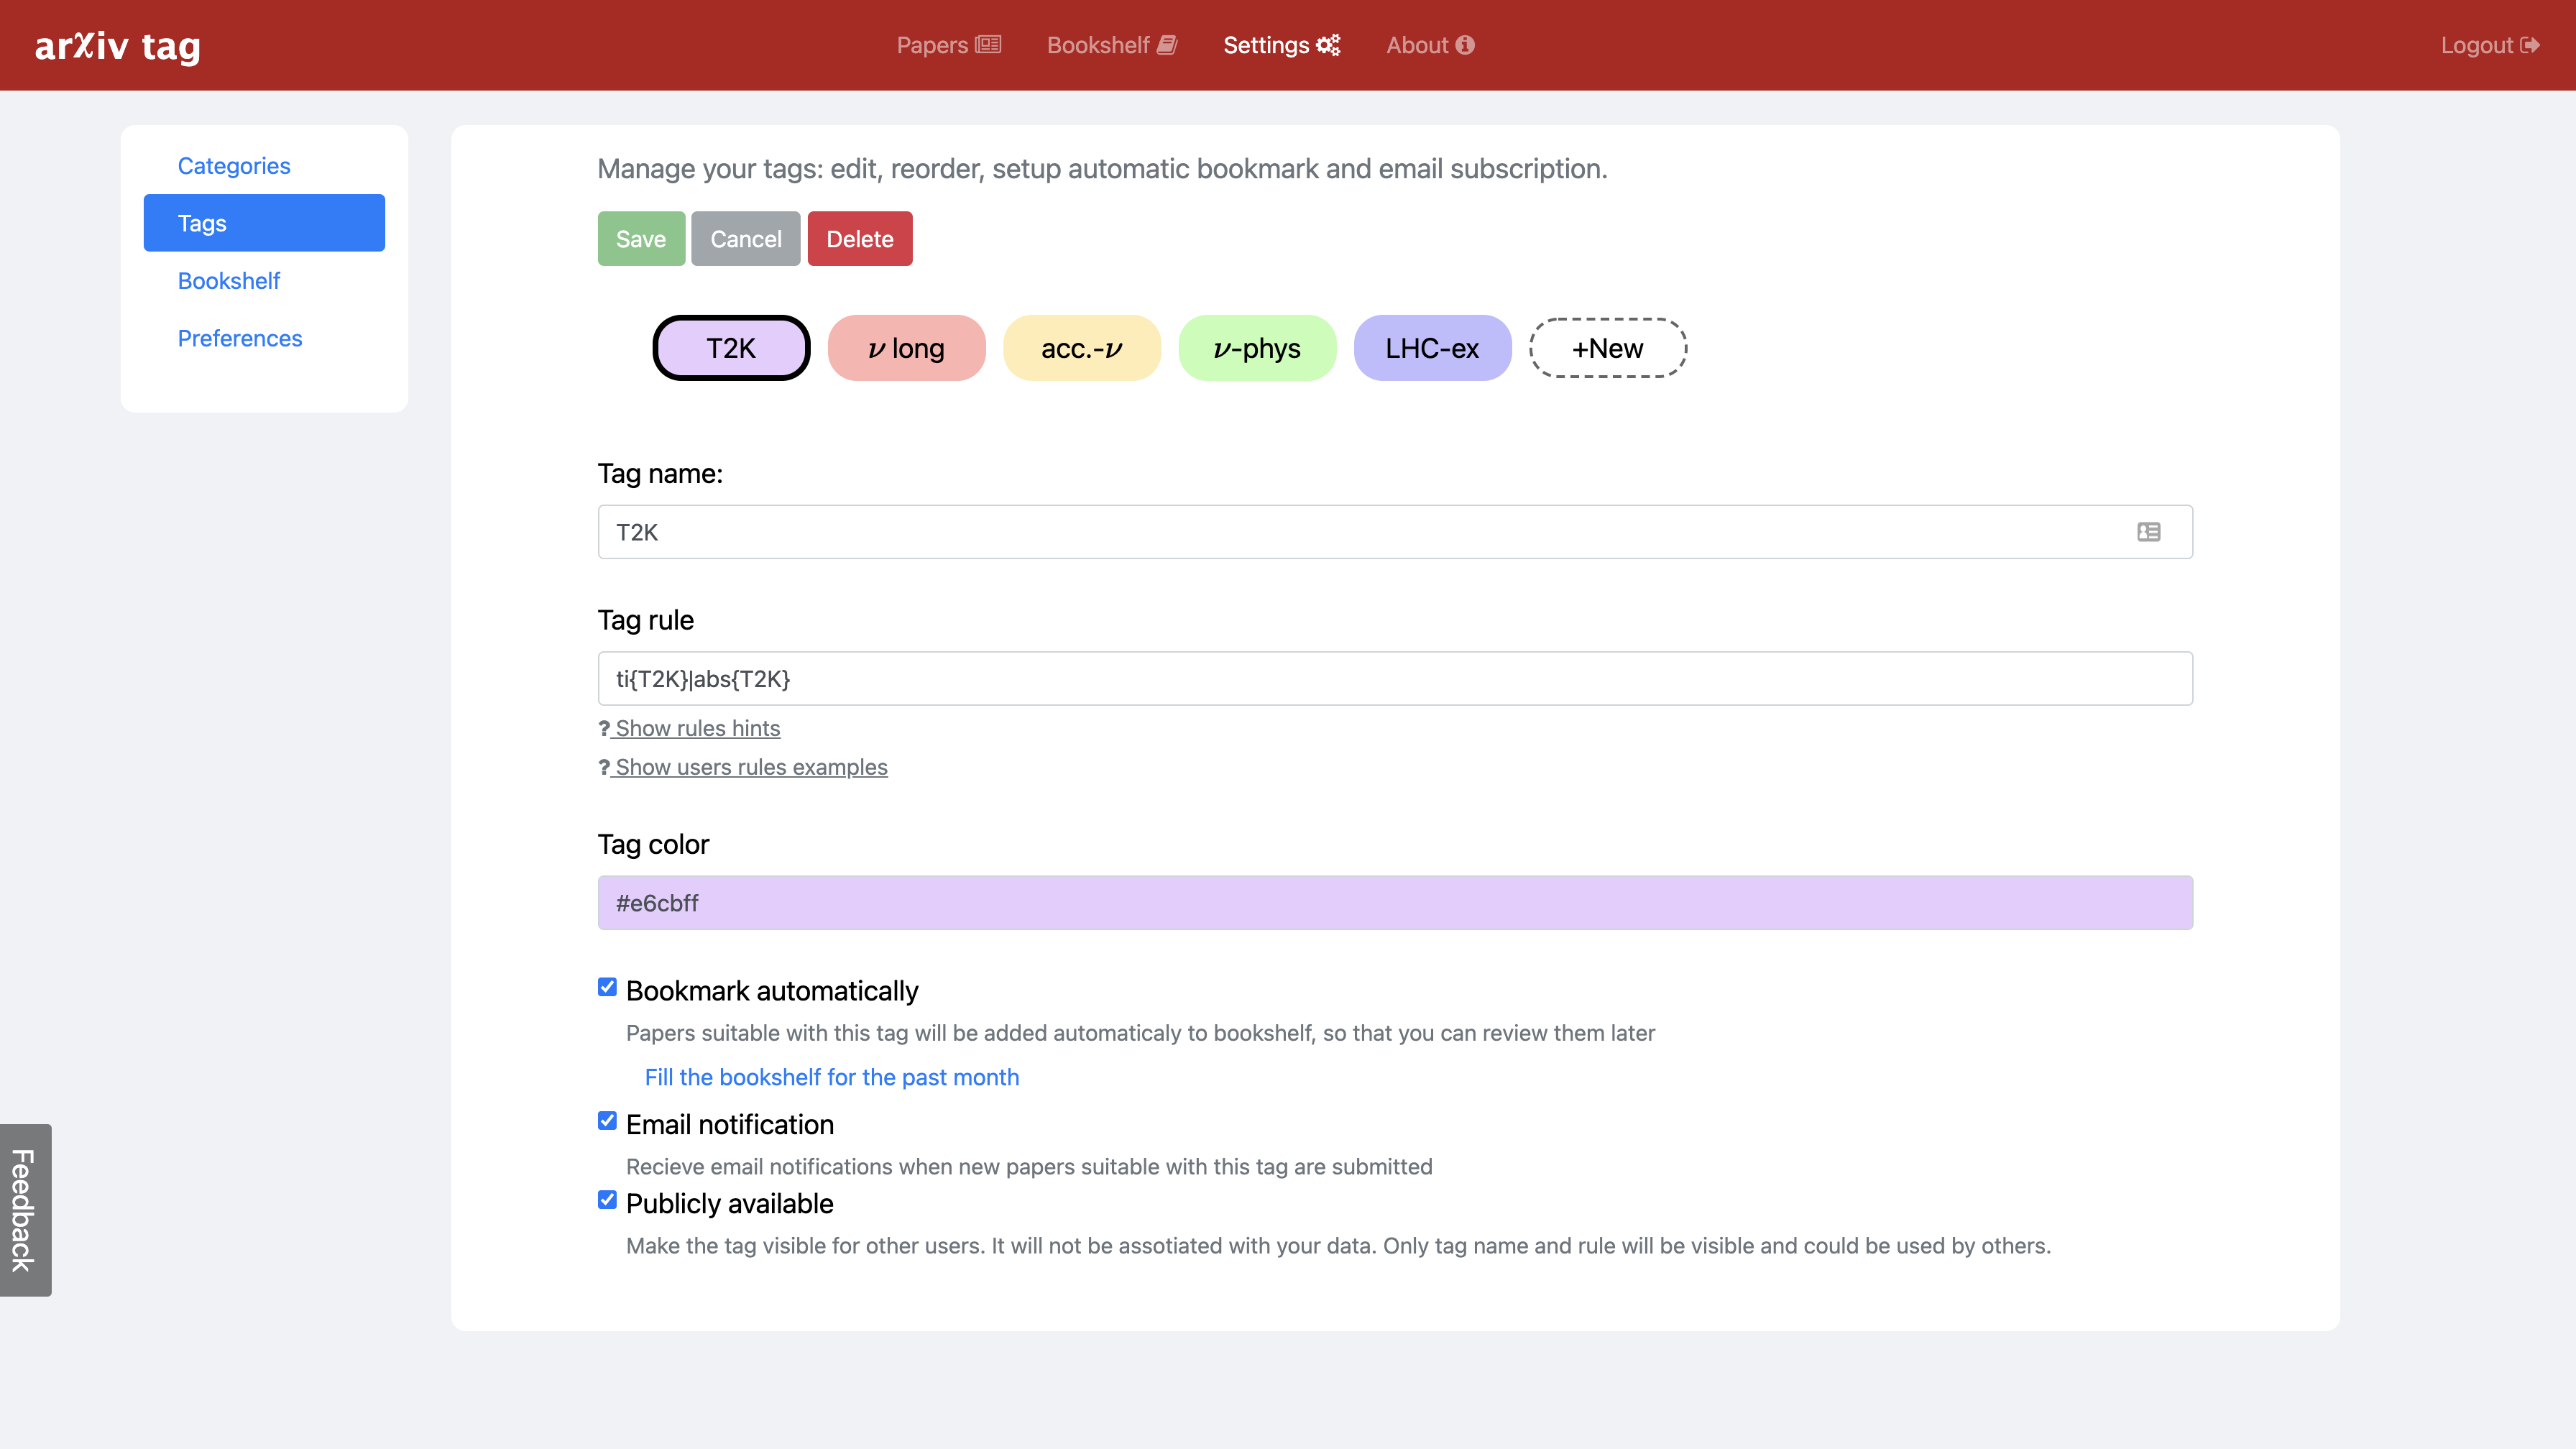 arχiv tag
Papers Bookshelf Settings About Logout
Categories
Tags
Bookshelf
Preferences
Manage your tags: edit, reorder, setup automatic bookmark and email subscription.
Save Cancel Delete
T2K ν long acc.-ν ν-phys LHC-ex +New
Tag name:
T2K
Tag rule
ti{T2K}|abs{T2K}
? Show rules hints
? Show users rules examples
Tag color
#e6cbff
Bookmark automatically
Papers suitable with this tag will be added automaticaly to bookshelf, so that you can review them later
Fill the bookshelf for the past month
Email notification
Recieve email notifications when new papers suitable with this tag are submitted
Publicly available
Make the tag visible for other users. It will not be assotiated with your data. Only tag name and rule will be visible and could be used by others.
Feedback